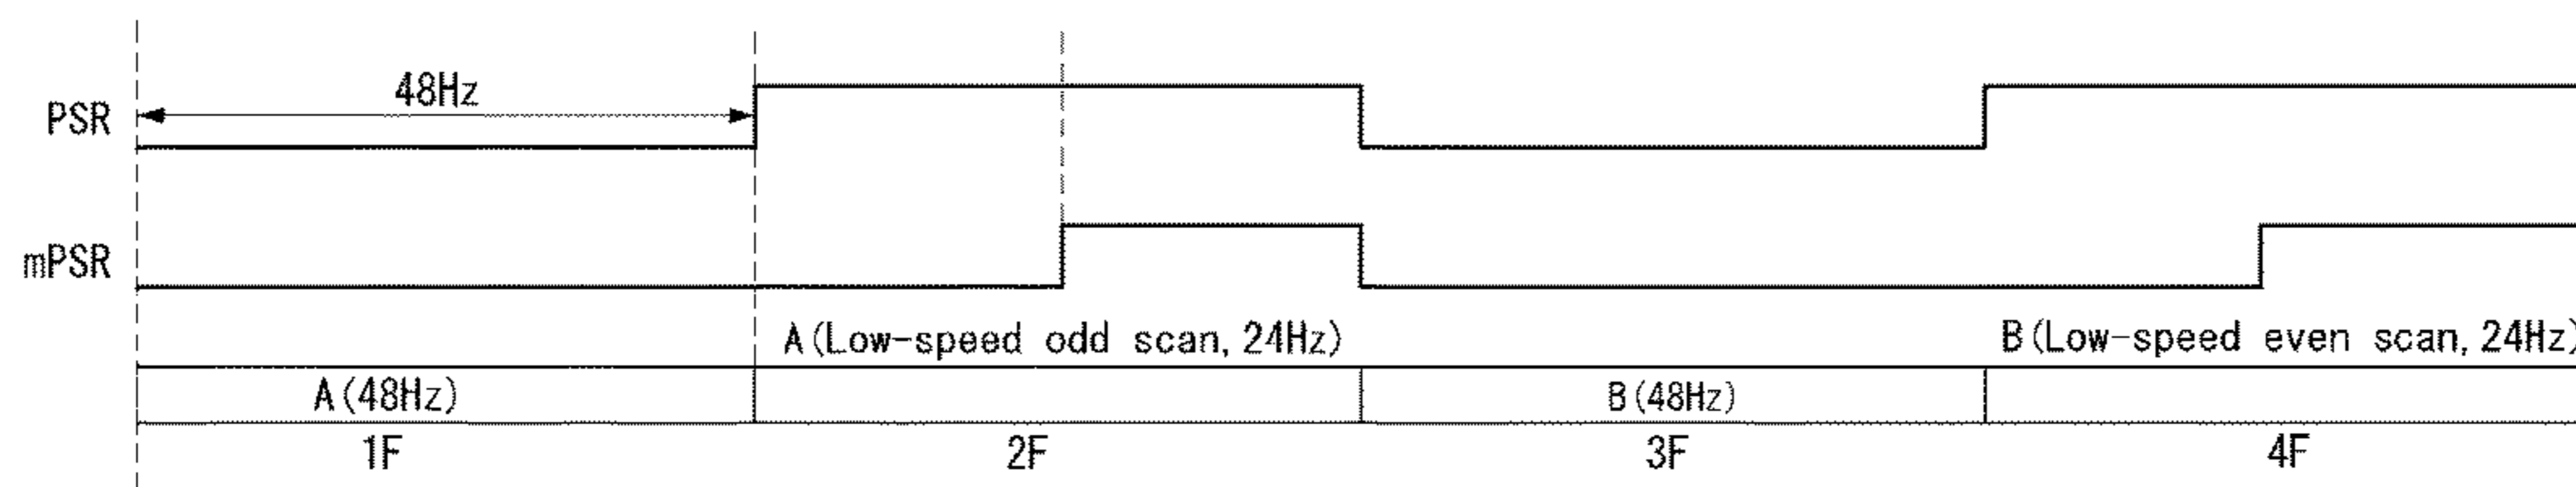 48Hz
PSR
mPSR
A(Low-speed odd scan, 24Hz)
B(Low-speed even scan, 24Hz)
A(48Hz)
B(48Hz)
1F
2F
3F
4F